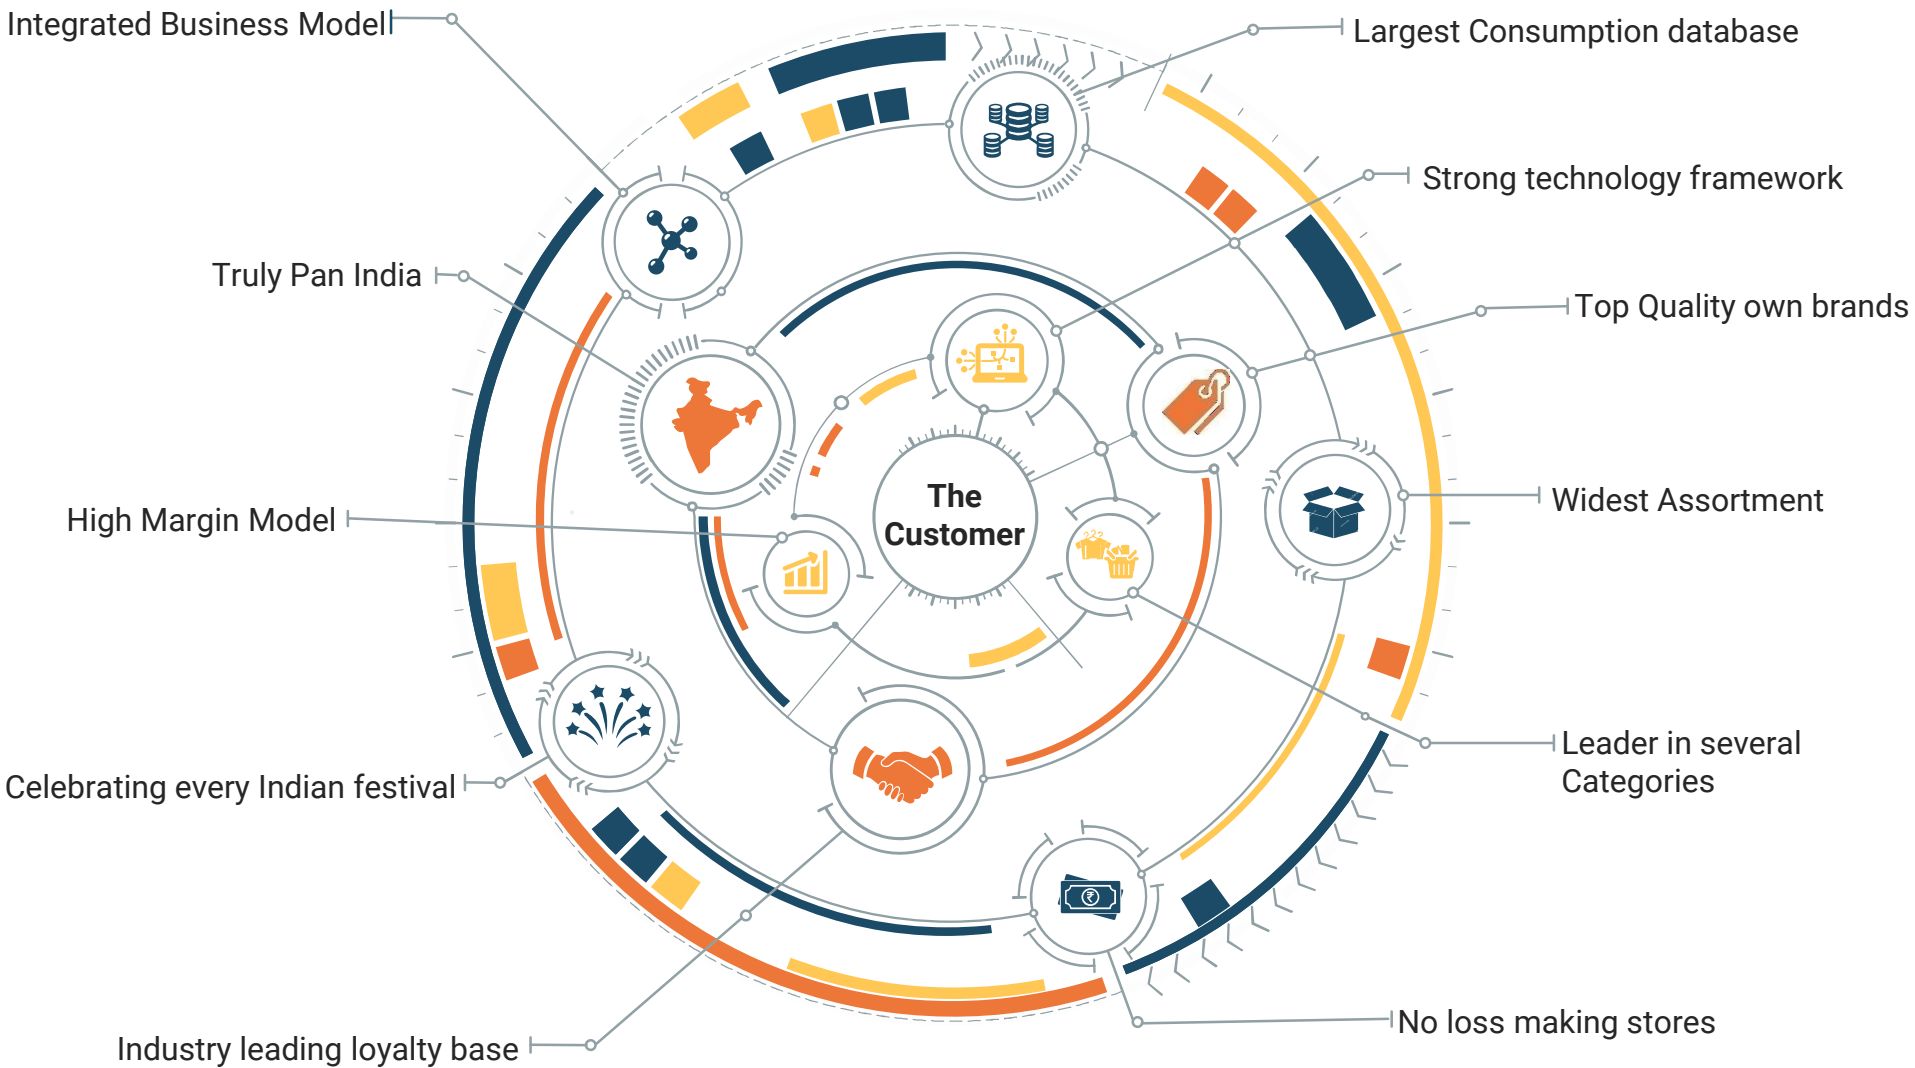 Integrated Business Model
Largest Consumption database
Strong technology framework
Truly Pan India
Top Quality own brands
The
Customer
High Margin Model
Widest Assortment
Leader in several
Categories
Celebrating every Indian festival
₹
No loss making stores
Industry leading loyalty base